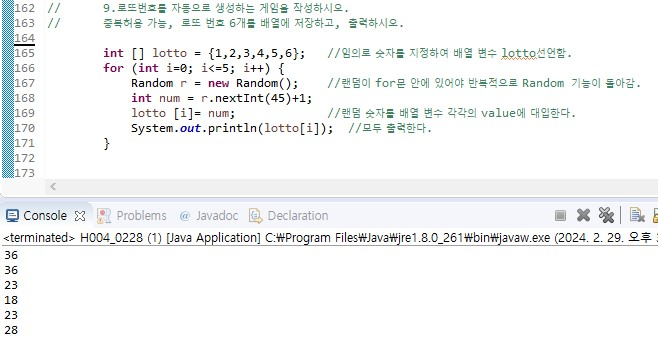 162 // 9.로또번호를 자동으로 생성하는 게임을 작성하시오.
163 // 중복허용 가능, 로또 번호 6개를 배열에 저장하고, 출력하시오.
164
165 int [] lotto = {1,2,3,4,5,6}; //임의로 숫자를 지정하여 배열 변수 lotto선언함.
166 for (int i=0; i<=5; i++) {
167 Random r = new Random(); //랜덤이 for문 안에 있어야 반복적으로 Random 기능이 돌아감.
168 int num = r.nextInt(45)+1;
169 lotto [i]= num; //랜덤 숫자를 배열 변수 각각의 value에 대입한다.
170 System.out.println(lotto[i]); //모두 출력한다.
171 }
172
173
Console Problems @ Javadoc Declaration
<terminated> H004_0228 (1) [Java Application] C:₩Program Files₩Java₩jre1.8.0_261₩bin₩javaw.exe (2024. 2. 29. 오후
36
36
23
18
23
28